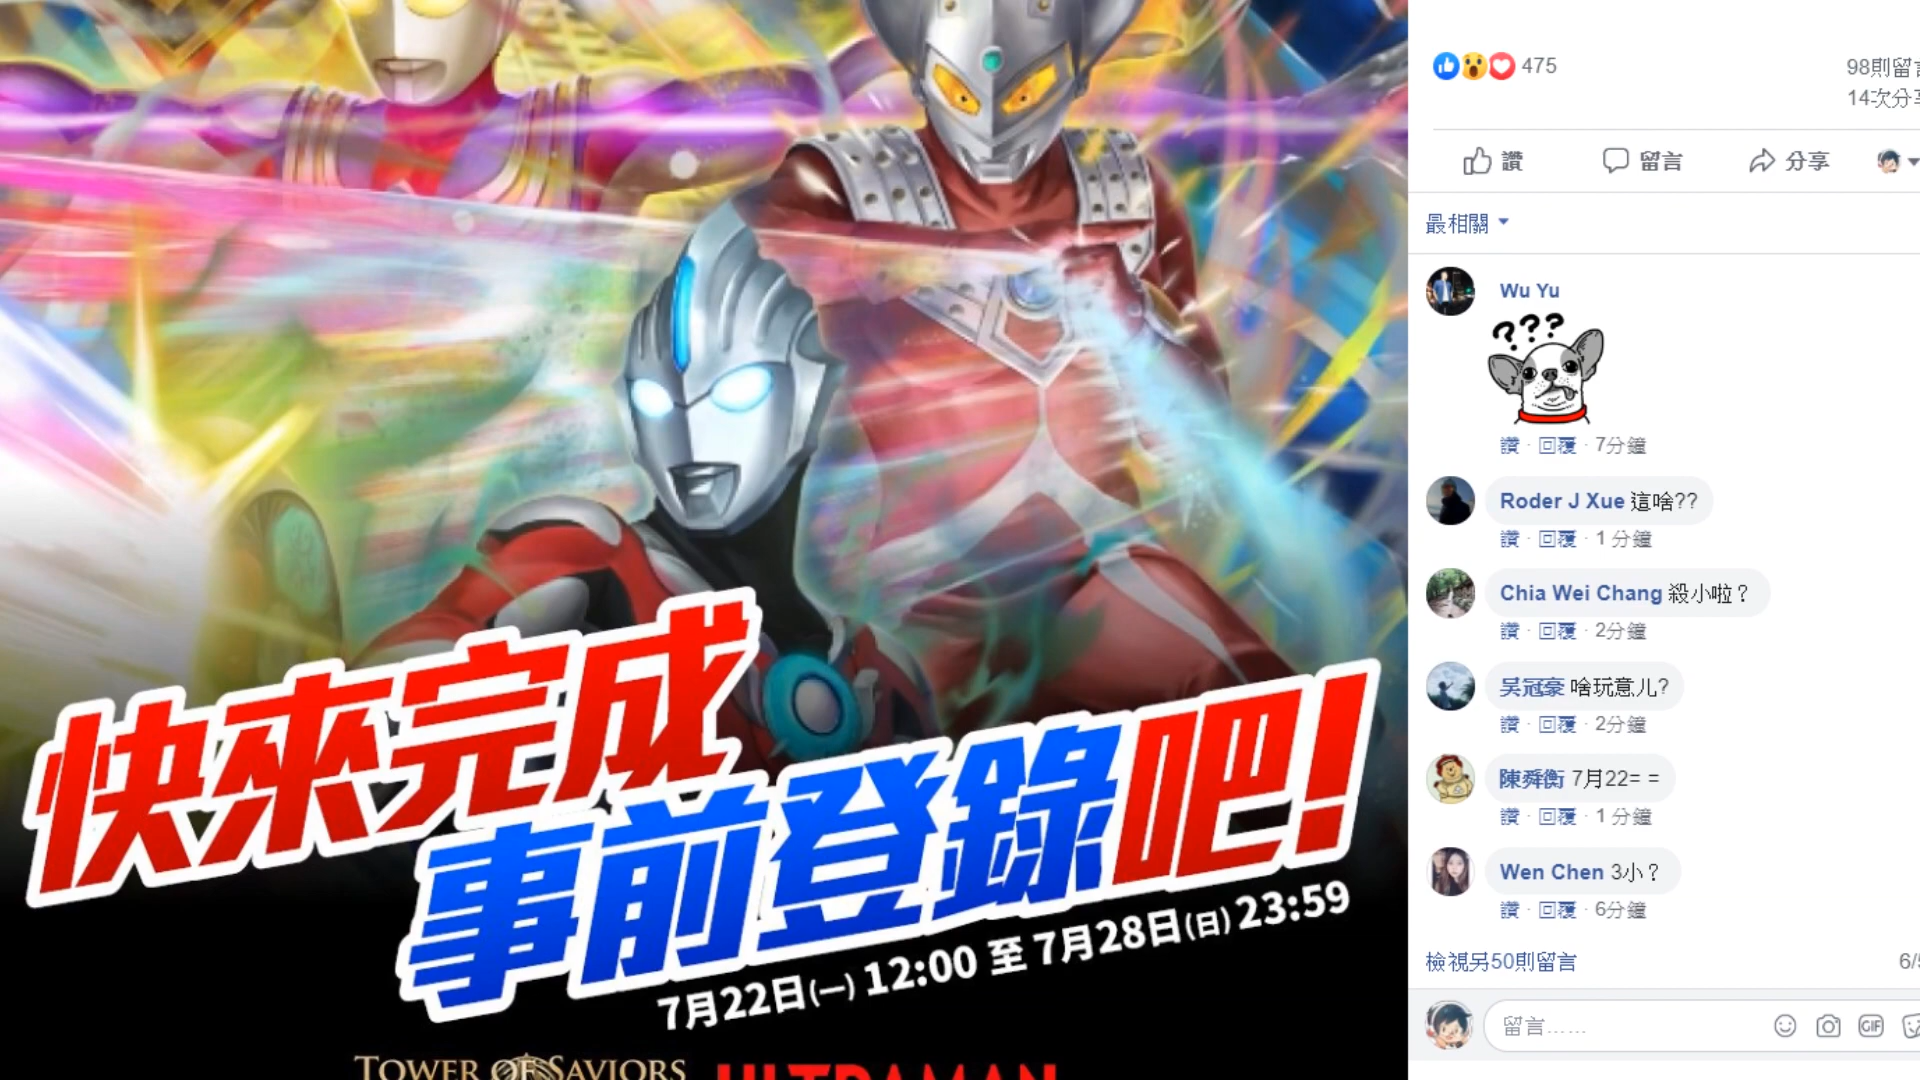 快來完成
事前登錄吧!
7月22日(一) 12:00 至 7月28日(日) 23:59
TOWER OF SAVIORS
ULTRAMAN
475
98則留言
14次分享
讚
留言
分享
最相關
Wu Yu
???
讚 · 回覆 · 7分鐘
Roder J Xue 這啥??
讚 · 回覆 · 1 分鐘
Chia Wei Chang 殺小啦？
讚 · 回覆 · 2分鐘
吳冠豪 啥玩意儿?
讚 · 回覆 · 2分鐘
陳舜衡 7月22= =
讚 · 回覆 · 1 分鐘
Wen Chen 3小？
讚 · 回覆 · 6分鐘
檢視另50則留言
6/5
留言……
GIF